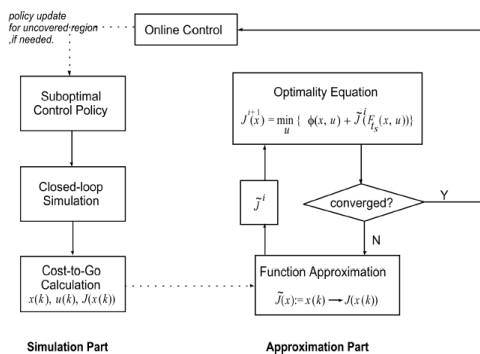 policy update
for uncovered region
,if needed.
Online Control
Suboptimal
Control Policy
Closed-loop
Simulation
Cost-to-Go
Calculation
x(k), u(k), J(x(k))
Simulation Part
Optimality Equation
J^{i+1}(x) = min_u { ϕ(x, u) + J̃^i(F_{t_s}(x, u))}
J̃^i
converged?
Y
N
Function Approximation
J̃(x):= x(k) → J(x(k))
Approximation Part